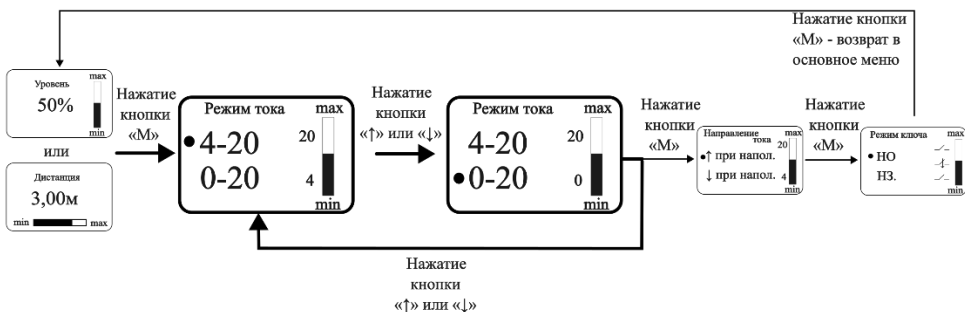 Нажатие кнопки
«М» - возврат в
основное меню
Уровень
50%
max
min
или
Дистанция
3,00м
min
max
Нажатие
кнопки
«М»
Режим тока
max
• 4-20
0-20
20
4
min
Нажатие
кнопки
«↑» или «↓»
Режим тока
max
4-20
• 0-20
20
0
min
Нажатие
кнопки
«↑» или «↓»
Нажатие
кнопки
«М»
Направление
тока
max
•↑ при напол.
↓ при напол.
20
4
min
Нажатие
кнопки
«М»
Режим ключа
max
• НО
НЗ.
min